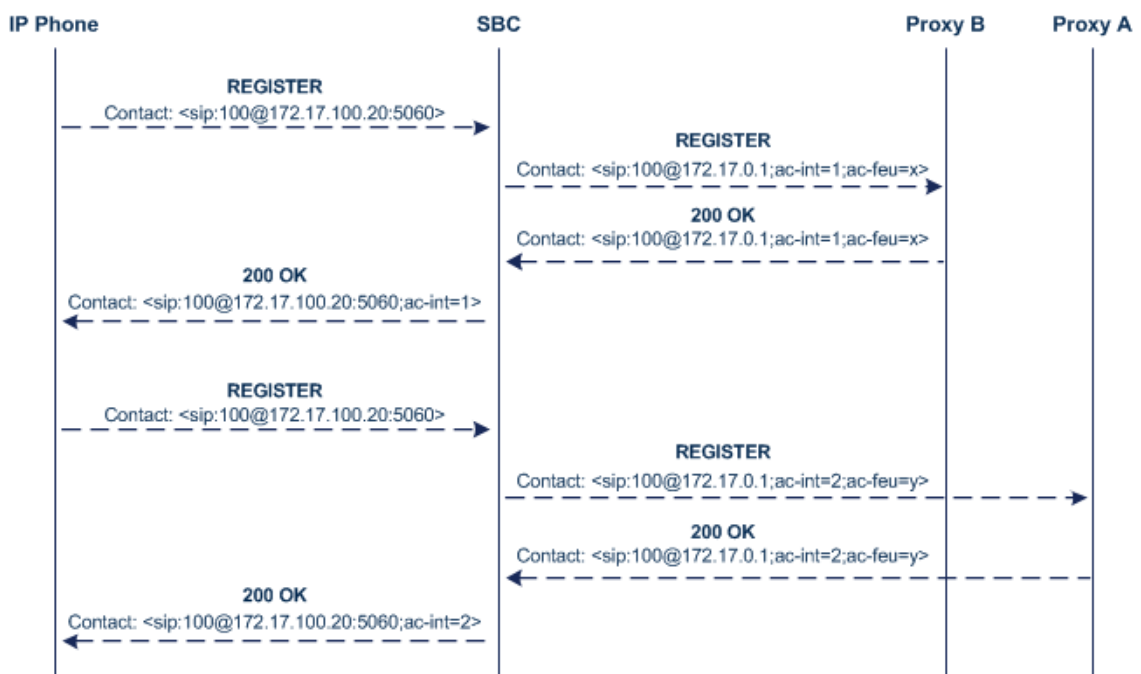 IP Phone SBC Proxy B Proxy A
REGISTER
Contact: <sip:100@172.17.100.20:5060>
REGISTER
Contact: <sip:100@172.17.0.1;ac-int=1;ac-feu=x>
200 OK
Contact: <sip:100@172.17.0.1;ac-int=1;ac-feu=x>
200 OK
Contact: <sip:100@172.17.100.20:5060;ac-int=1>
REGISTER
Contact: <sip:100@172.17.100.20:5060>
REGISTER
Contact: <sip:100@172.17.0.1;ac-int=2;ac-feu=y>
200 OK
Contact: <sip:100@172.17.0.1;ac-int=2;ac-feu=y>
200 OK
Contact: <sip:100@172.17.100.20:5060;ac-int=2>